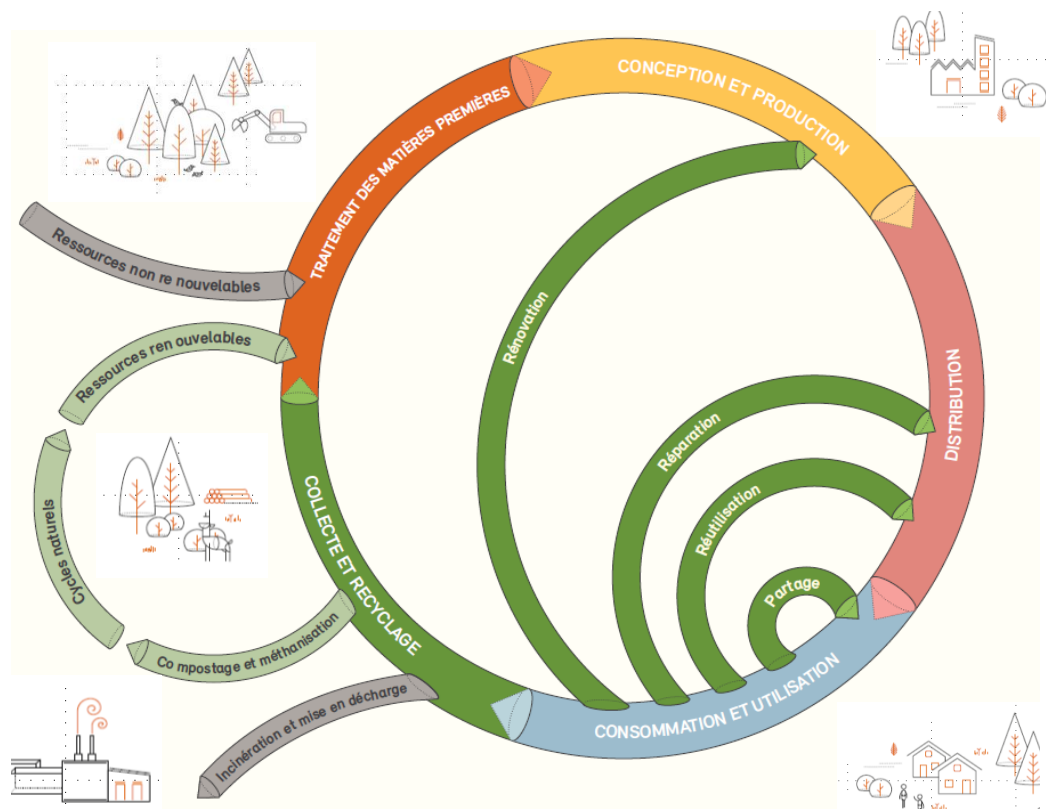 CONCEPTION ET PRODUCTION
TRAITEMENT DES MATIÈRES PREMIÈRES
Ressources non re nouvelables
Ressources ren ouvelables
Rénovation
DISTRIBUTION
Réparation
Réutilisation
Partage
Cycles naturels
COLLECTE ET RECYCLAGE
Co mpostage et méthanisation
Incinération et mise en décharge
CONSOMMATION ET UTILISATION